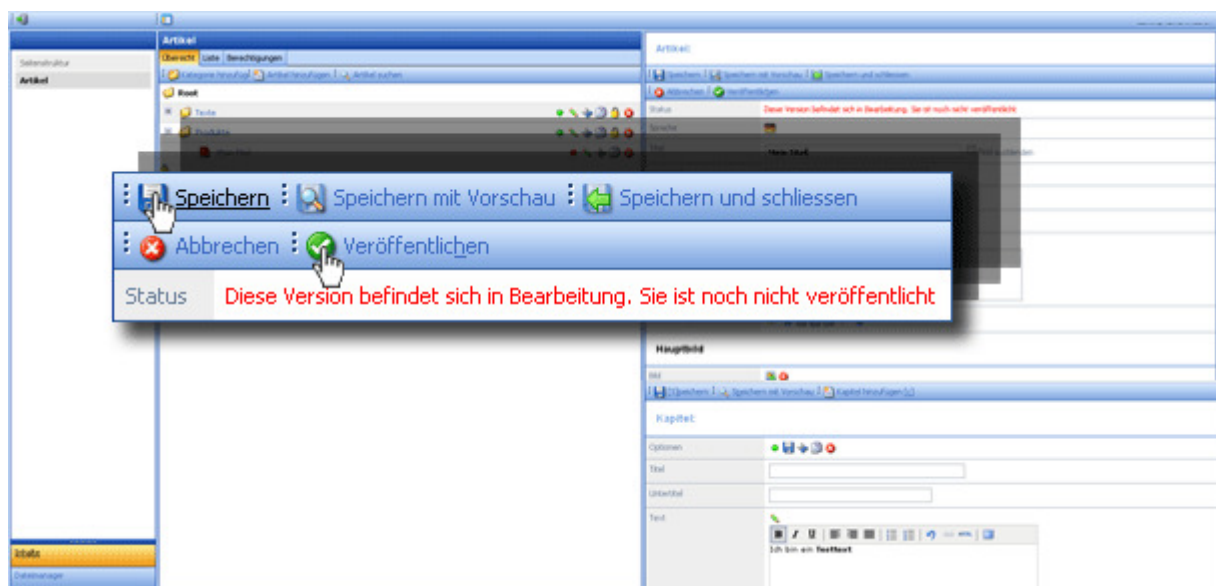 Artikel
Artikel:
Übersicht Liste Berechtigungen
Seitenstruktur
Kategorie hinzufügen Artikel hinzufügen Artikel suchen
Speichern Speichern mit Vorschau Speichern und schliessen
Artikel
Abbrechen Veröffentlichen
Root
Status Diese Version befindet sich in Bearbeitung. Sie ist noch nicht veröffentlicht
Texte
Sprache
Produkte
Titel
Speichern Speichern mit Vorschau Speichern und schliessen
Abbrechen Veröffentlichen
Status Diese Version befindet sich in Bearbeitung. Sie ist noch nicht veröffentlicht
Hauptbild
Bild
Speichern Speichern mit Vorschau Kapitel hinzufügen
Kapitel:
Optionen
Titel
Untertitel
Text
Ich bin ein Testtext
Inhalte
Dateimanager